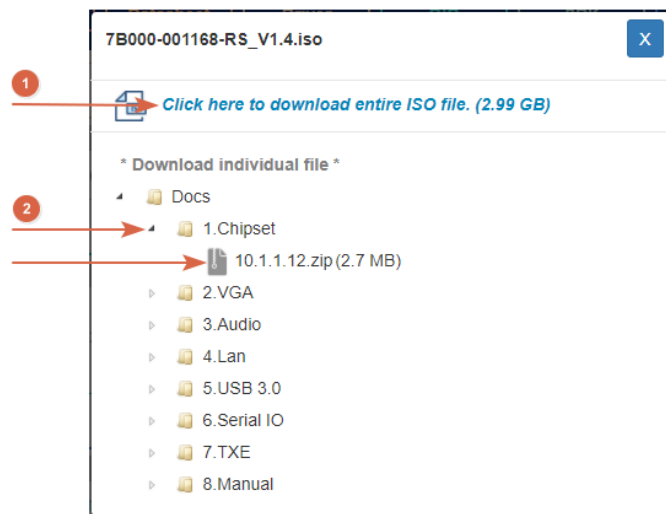 7B000-001168-RS_V1.4.iso
X
1
Click here to download entire ISO file. (2.99 GB)
* Download individual file *
Docs
2
1.Chipset
10.1.1.12.zip (2.7 MB)
2.VGA
3.Audio
4.Lan
5.USB 3.0
6.Serial IO
7.TXE
8.Manual